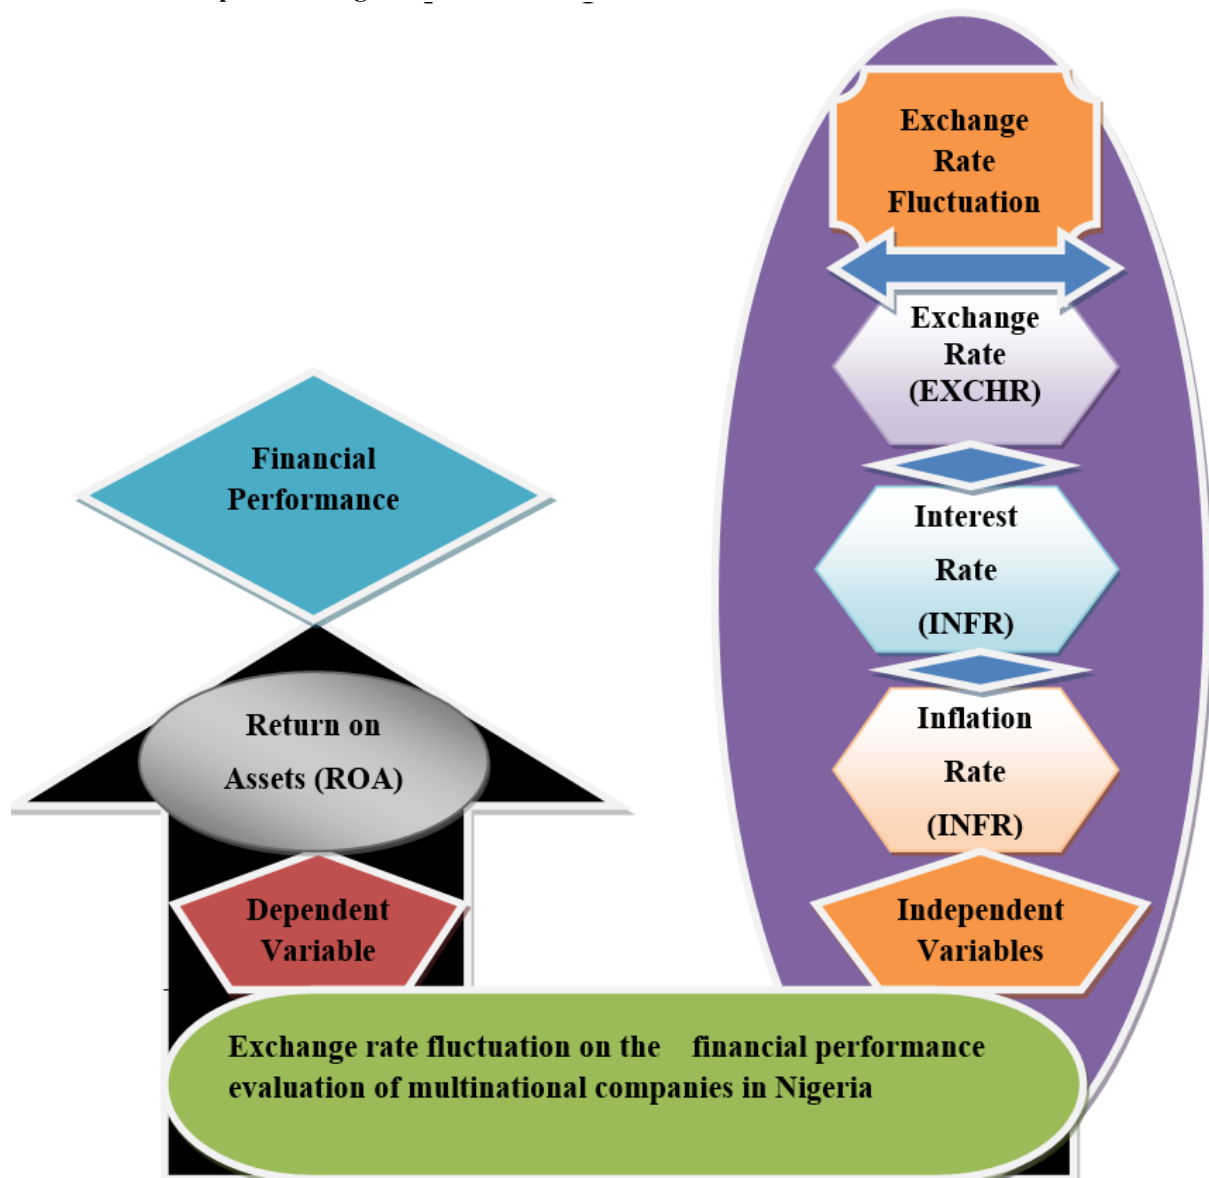 Exchange
Rate
Fluctuation
Exchange
Rate
(EXCHR)
Financial
Performance
Interest
Rate
(INFR)
Return on
Assets (ROA)
Inflation
Rate
(INFR)
Dependent
Variable
Independent
Variables
Exchange rate fluctuation on the financial performance
evaluation of multinational companies in Nigeria